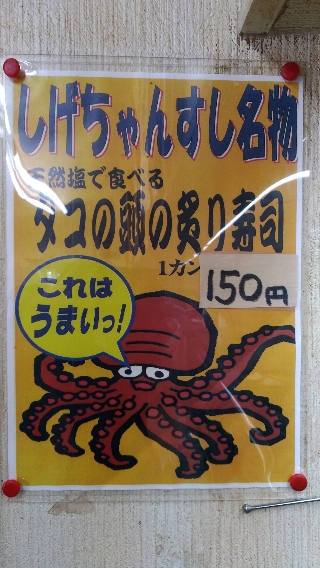 しげちゃんすし名物
天然塩で食べる
タコの頭の炙り寿司
1カン
150円
これは
うまいっ!